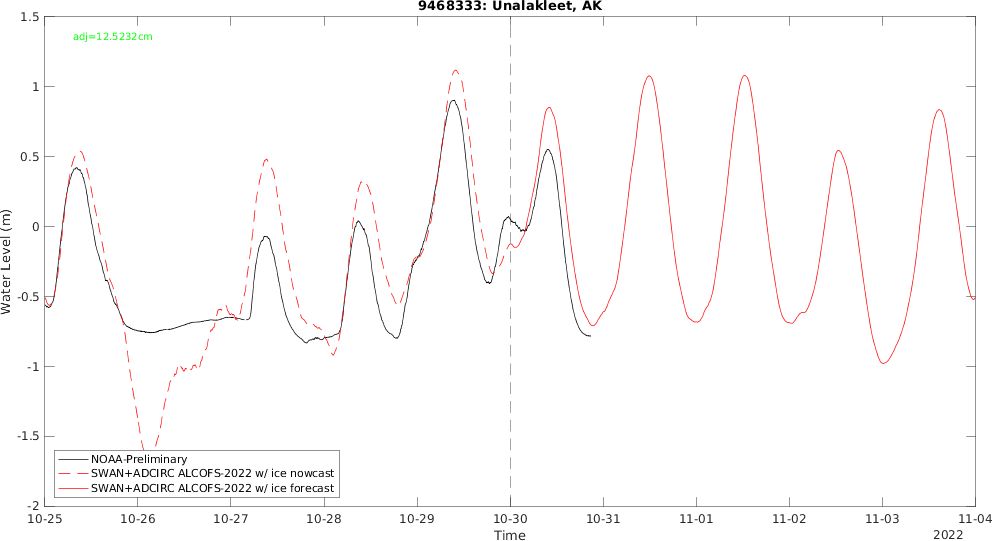 9468333: Unalakleet, AK
adj=12.5232cm
Water Level (m)
1.5
1
0.5
0
-0.5
-1
-1.5
-2
NOAA-Preliminary
SWAN+ADCIRC ALCOFS-2022 w/ ice nowcast
SWAN+ADCIRC ALCOFS-2022 w/ ice forecast
10-25 10-26 10-27 10-28 10-29 10-30 10-31 11-01 11-02 11-03 11-04
Time
2022